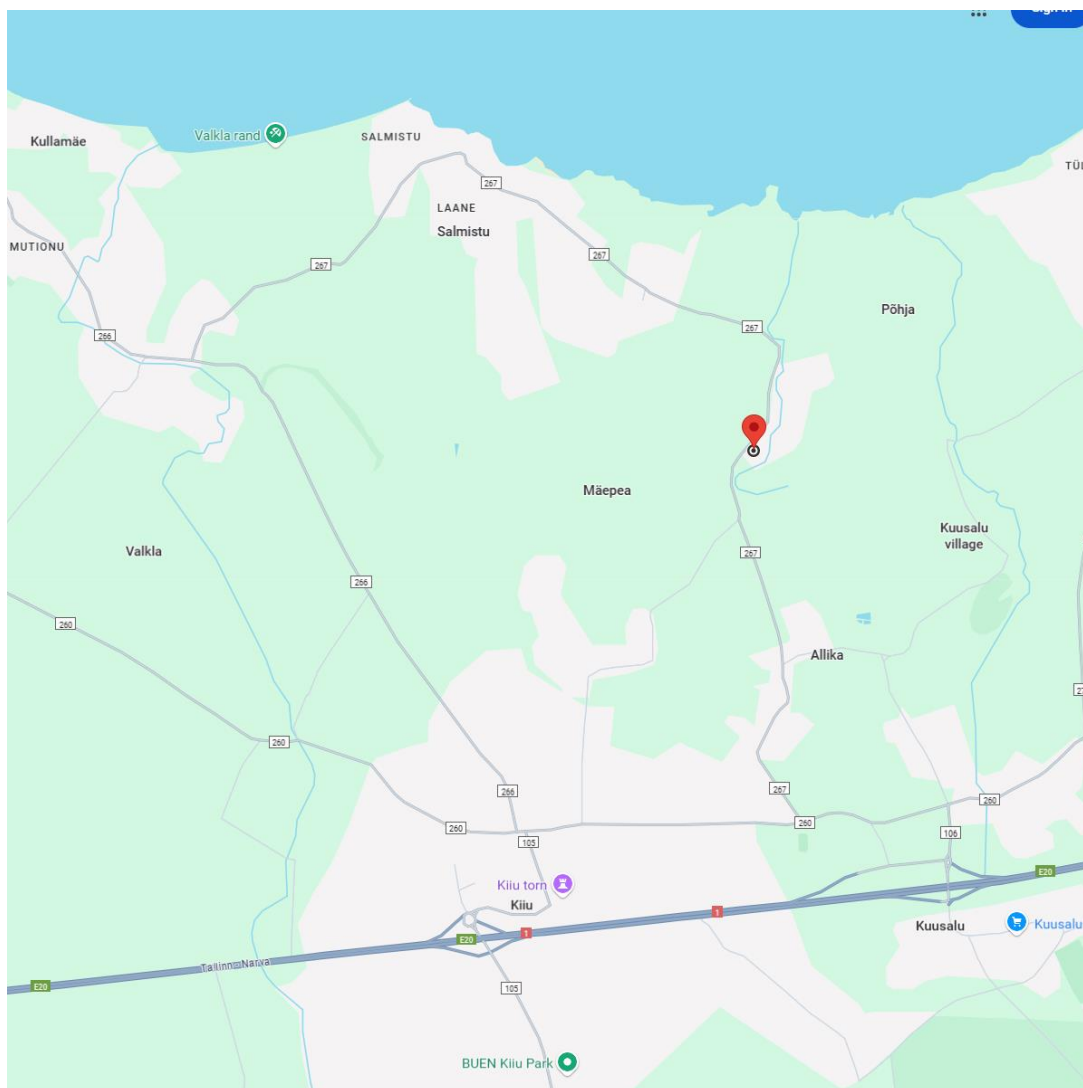 Valkla rand
SALMISTU
Kullamäe
267
LAANE
Salmistu
MUTIONU
267
267
Põhja
266
267
Mäepea
Kuusalu
village
Valkla
267
266
260
Allika
260
267
266
260
260
260
105
106
Kiiu torn
E20
Kiiu
1
1
Kuusalu
Kuusalu
E20
Tallinn - Narva
E20
105
BUEN Kiiu Park